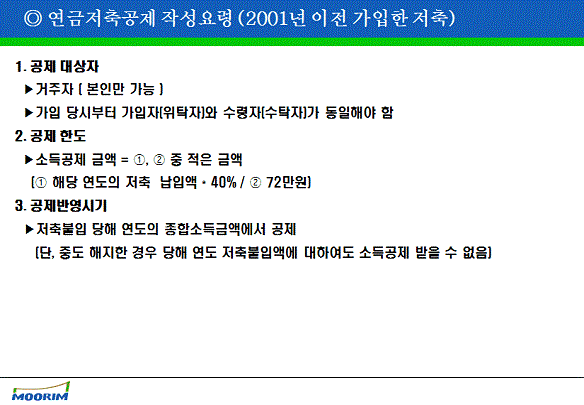 ◎ 연금저축공제 작성요령 (2001년 이전 가입한 저축)
1. 공제 대상자
▶거주자 ( 본인만 가능 )
▶가입 당시부터 가입자(위탁자)와 수령자(수탁자)가 동일해야 함
2. 공제 한도
▶소득공제 금액 = ①, ② 중 적은 금액
(① 해당 연도의 저축 납입액 * 40% / ② 72만원)
3. 공제반영시기
▶저축불입 당해 연도의 종합소득금액에서 공제
(단, 중도 해지한 경우 당해 연도 저축불입액에 대하여도 소득공제 받을 수 없음)
MOORIM